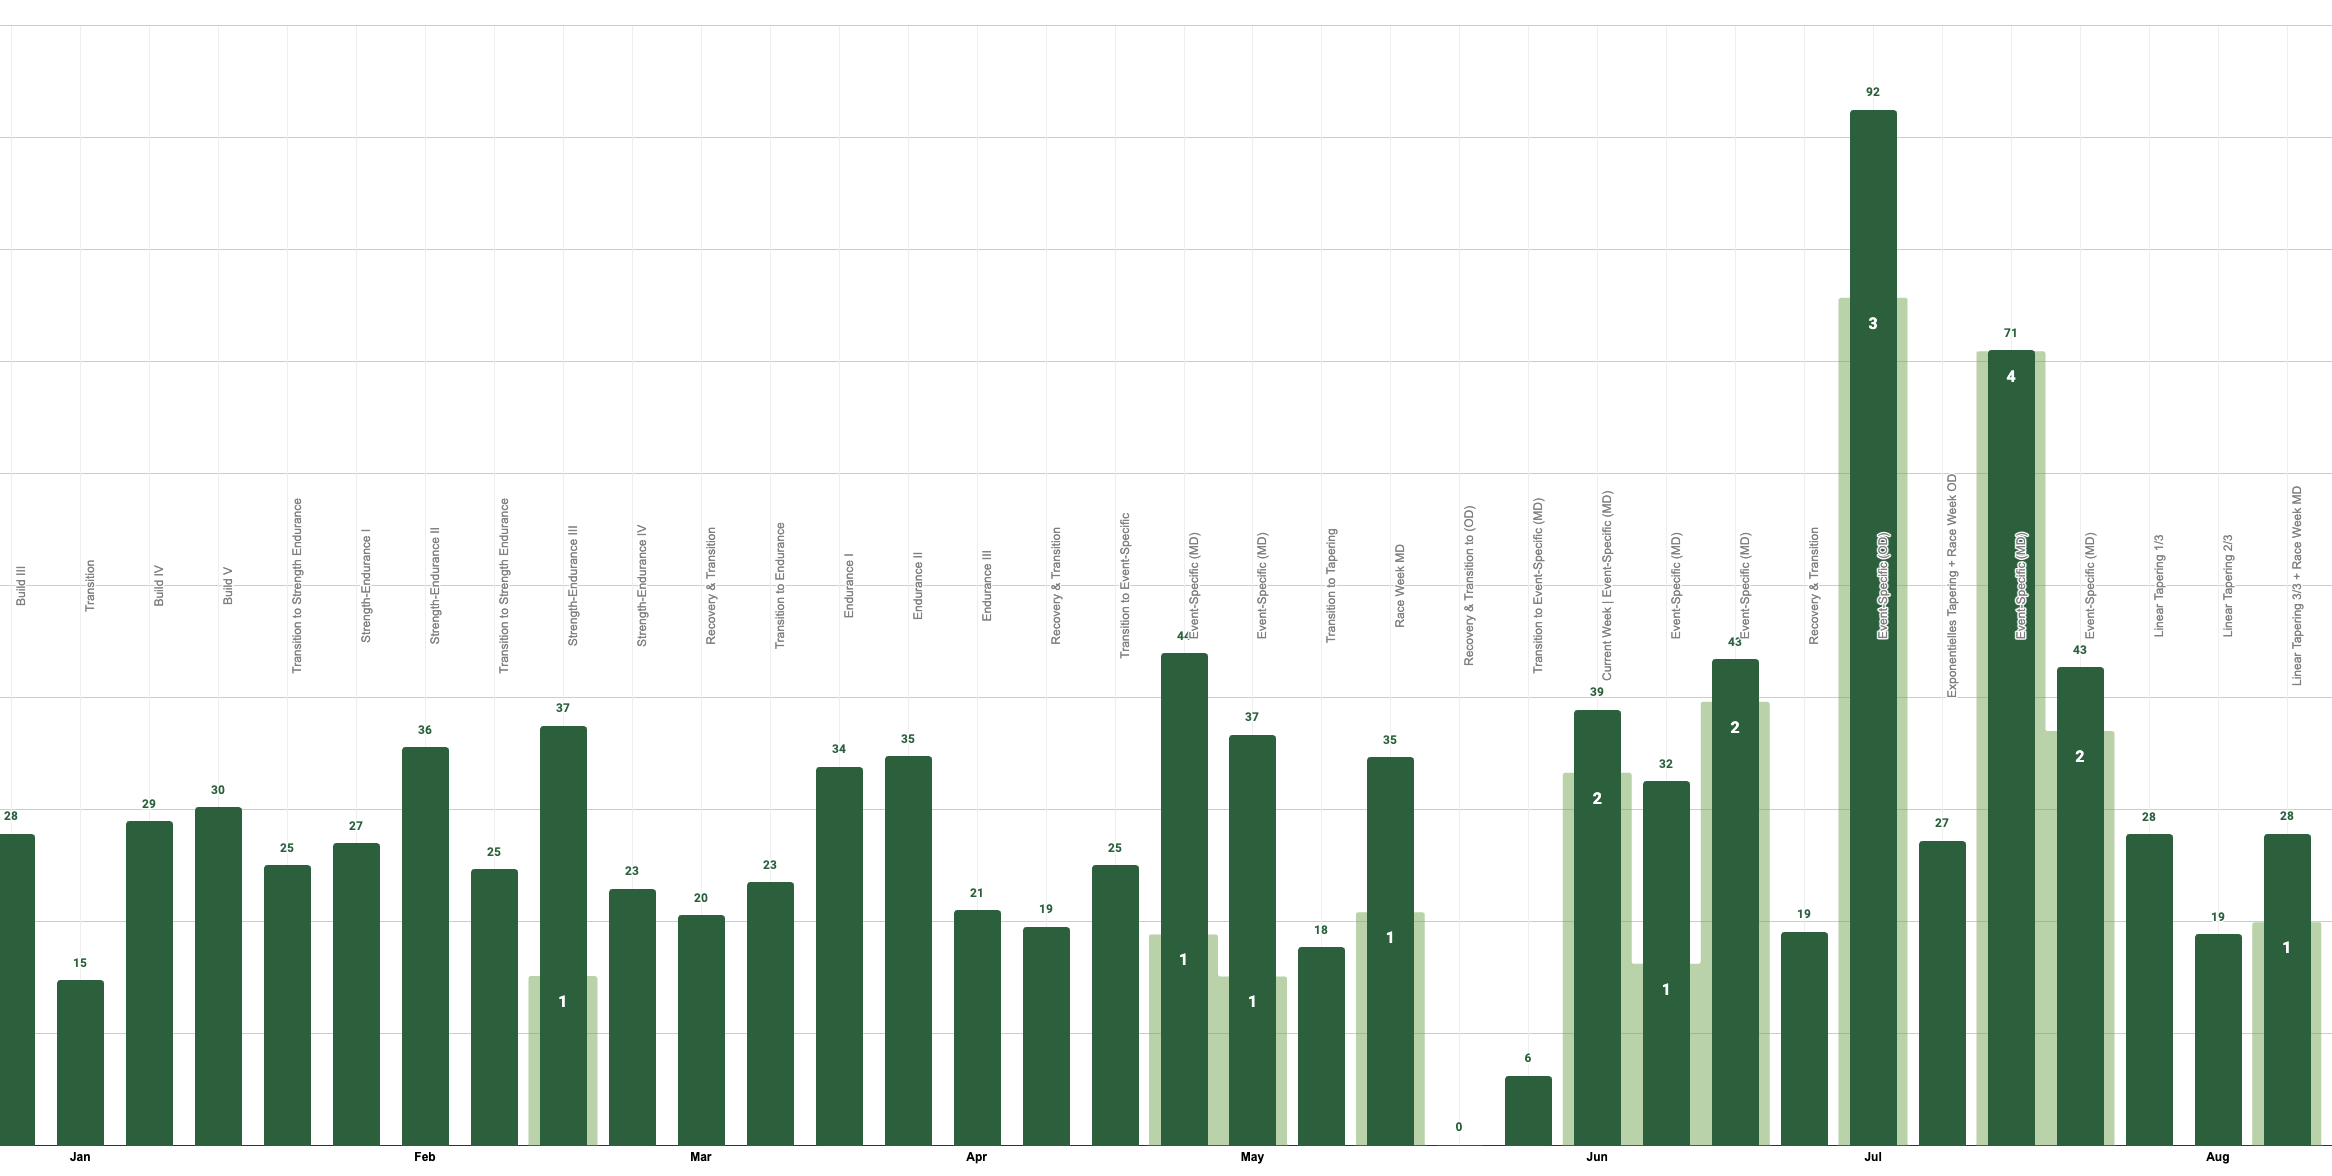 28
Build III
15
Transition
29
Build IV
30
Build V
25
Transition to Strength Endurance
27
Strength-Endurance I
36
Strength-Endurance II
25
Transition to Strength Endurance
37
Strength-Endurance III
1
23
Strength-Endurance IV
20
Recovery & Transition
23
Transition to Endurance
34
Endurance I
35
Endurance II
21
Endurance III
19
Recovery & Transition
25
Transition to Event-Specific
44
Event-Specific (MD)
1
37
Event-Specific (MD)
1
18
Transition to Tapering
35
Race Week MD
1
0
Recovery & Transition to (OD)
6
Transition to Event-Specific (MD)
39
Current Week | Event-Specific (MD)
2
32
Event-Specific (MD)
1
43
Event-Specific (MD)
2
19
Recovery & Transition
92
Event-Specific (OD)
3
27
Exponentielles Tapering + Race Week OD
71
Event-Specific (MD)
4
43
Event-Specific (MD)
2
28
Linear Tapering 1/3
19
Linear Tapering 2/3
28
Linear Tapering 3/3 + Race Week MD
1
Jan
Feb
Mar
Apr
May
Jun
Jul
Aug